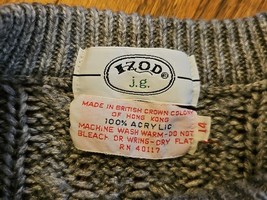 IZOD®
j.g.
MADE IN BRITISH CROWN COLONY
OF HONG KONG
100% ACRYLIC
MACHINE WASH WARM-DO NOT
BLEACH OR WRING-DRY FLAT
RN 40117